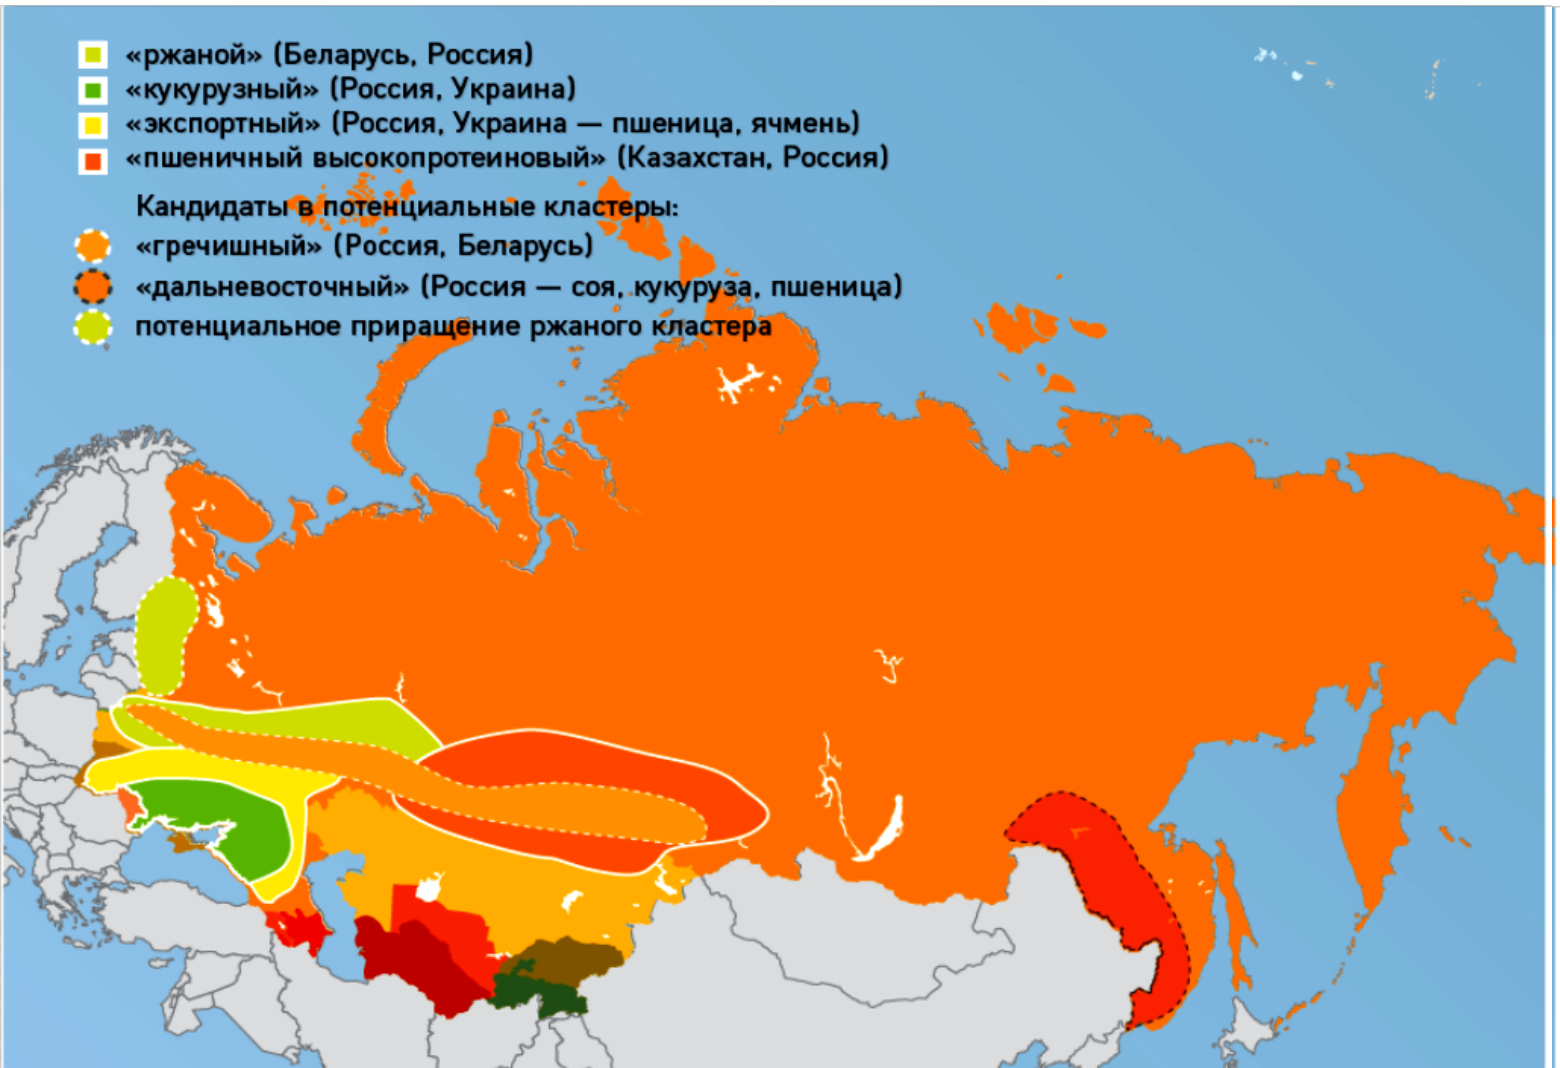 «ржаной» (Беларусь, Россия)
«кукурузный» (Россия, Украина)
«экспортный» (Россия, Украина — пшеница, ячмень)
«пшеничный высокопротеиновый» (Казахстан, Россия)
Кандидаты в потенциальные кластеры:
«гречишный» (Россия, Беларусь)
«дальневосточный» (Россия — соя, кукуруза, пшеница)
потенциальное приращение ржаного кластера